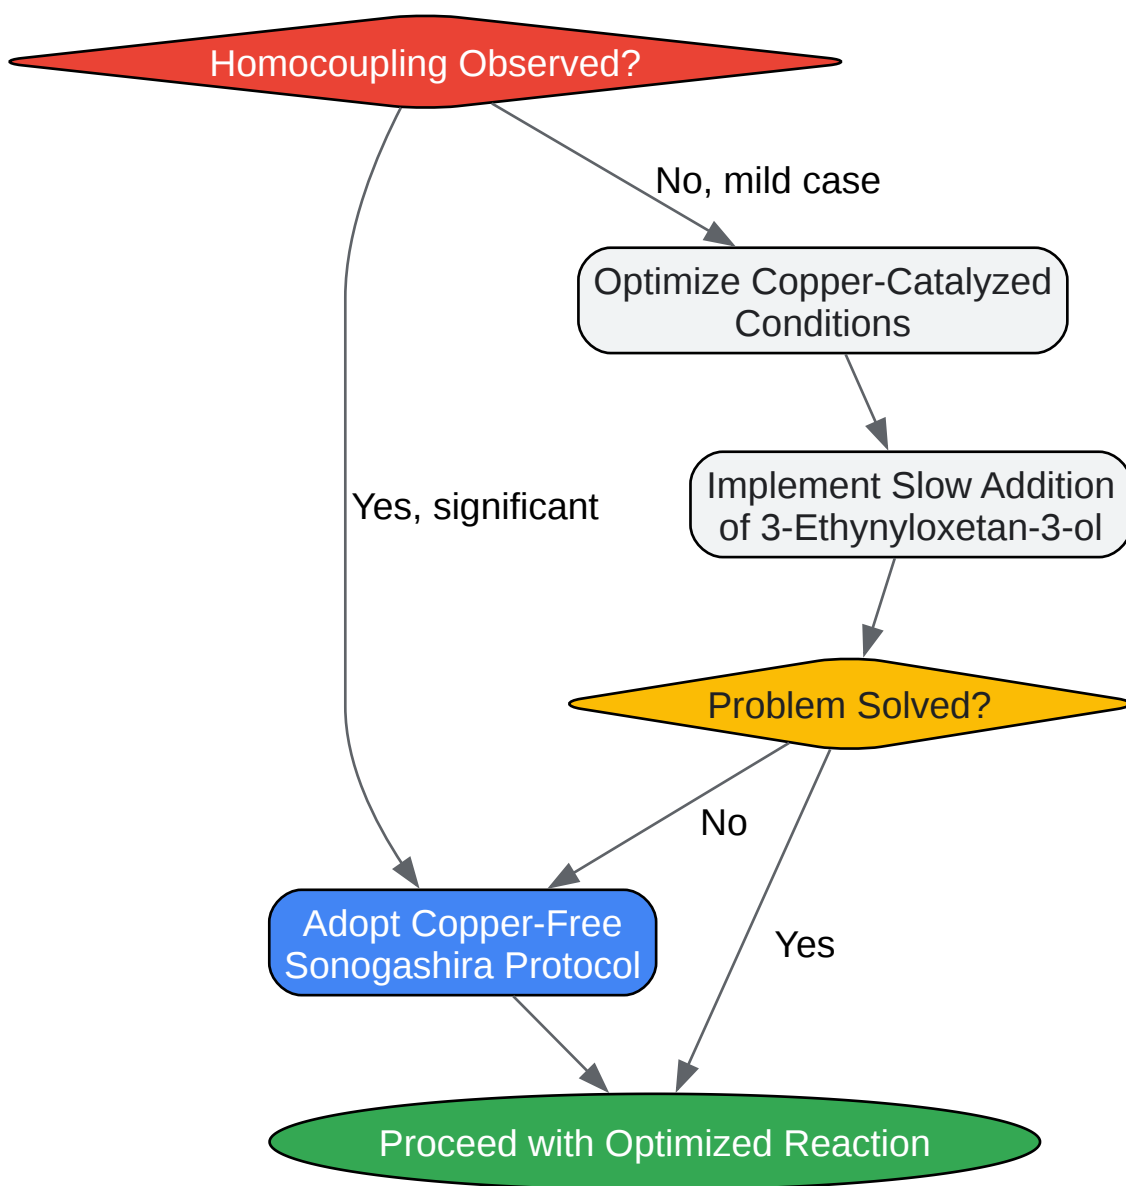 Homocoupling Observed?
No, mild case
Optimize Copper-Catalyzed
Conditions
Yes, significant
Implement Slow Addition
of 3-Ethynyloxetan-3-ol
Problem Solved?
No
Adopt Copper-Free
Sonogashira Protocol
Yes
Proceed with Optimized Reaction